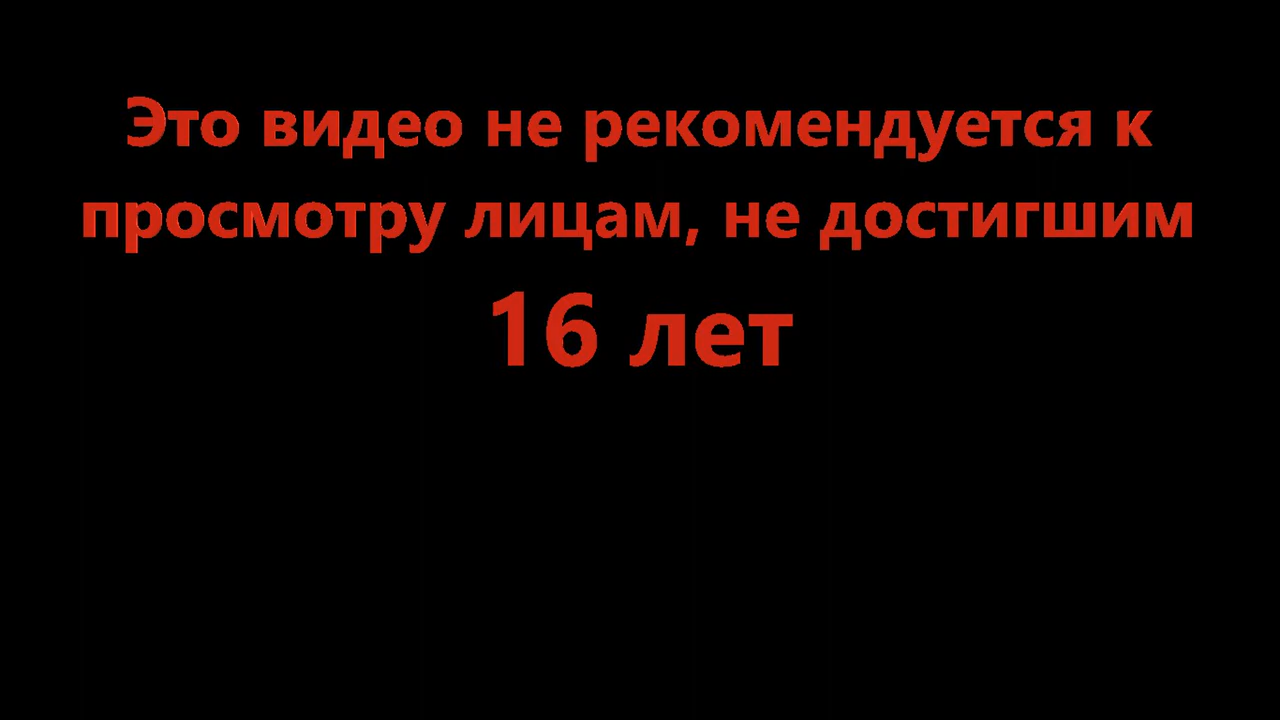 Это видео не рекомендуется к
просмотру лицам, не достигшим
16 лет